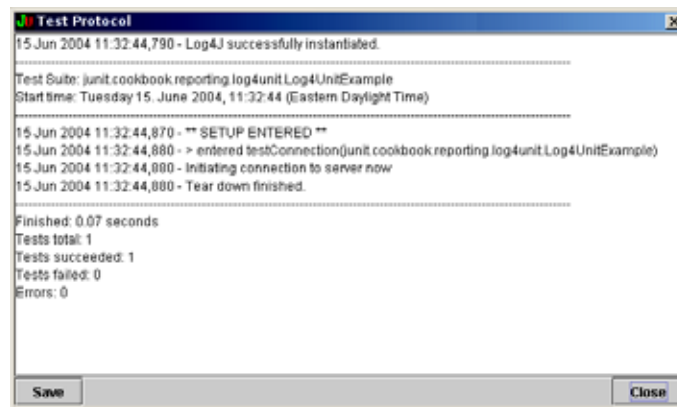 JU Test Protocol
15 Jun 2004 11:32:44,790 - Log4J successfully instantiated.
Test Suite: junit.cookbook.reporting.log4unit.Log4UnitExample
Start time: Tuesday 15. June 2004, 11:32:44 (Eastern Daylight Time)
15 Jun 2004 11:32:44,870 - ** SETUP ENTERED **
15 Jun 2004 11:32:44,880 - > entered testConnection(junit.cookbook.reporting.log4unit.Log4UnitExample)
15 Jun 2004 11:32:44,880 - Initiating connection to server now
15 Jun 2004 11:32:44,880 - Tear down finished.
Finished: 0.07 seconds
Tests total: 1
Tests succeeded: 1
Tests failed: 0
Errors: 0
Save
Close